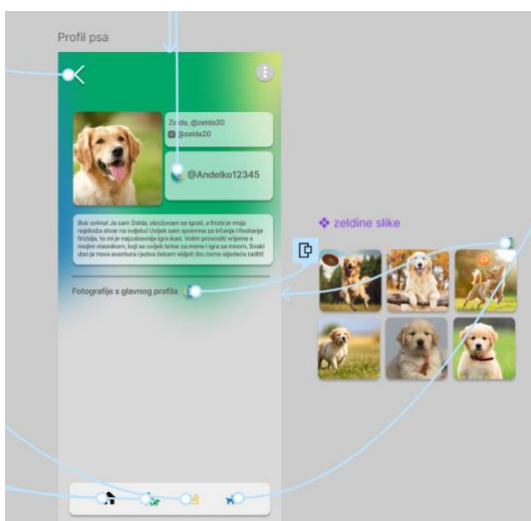 Profil psa
Zelda, @zelda20
@zelda20
@Andelko12345
Bok svima! Ja sam Zelda, obožavam se igrati, a frizbi je moja
najdraža stvar na svijetu! Uvijek sam spremna za trčanje i hvatanje
frizbija, to mi je najzabavnija igra ikad. Volim provoditi vrijeme s
mojim vlasnikom, koji se uvijek brine za mene i igra sa mnom. Svaki
dan je nova avantura i jedva čekam vidjeti što ćemo sljedeće raditi!
zeldine slike
Fotografije s glavnog profila